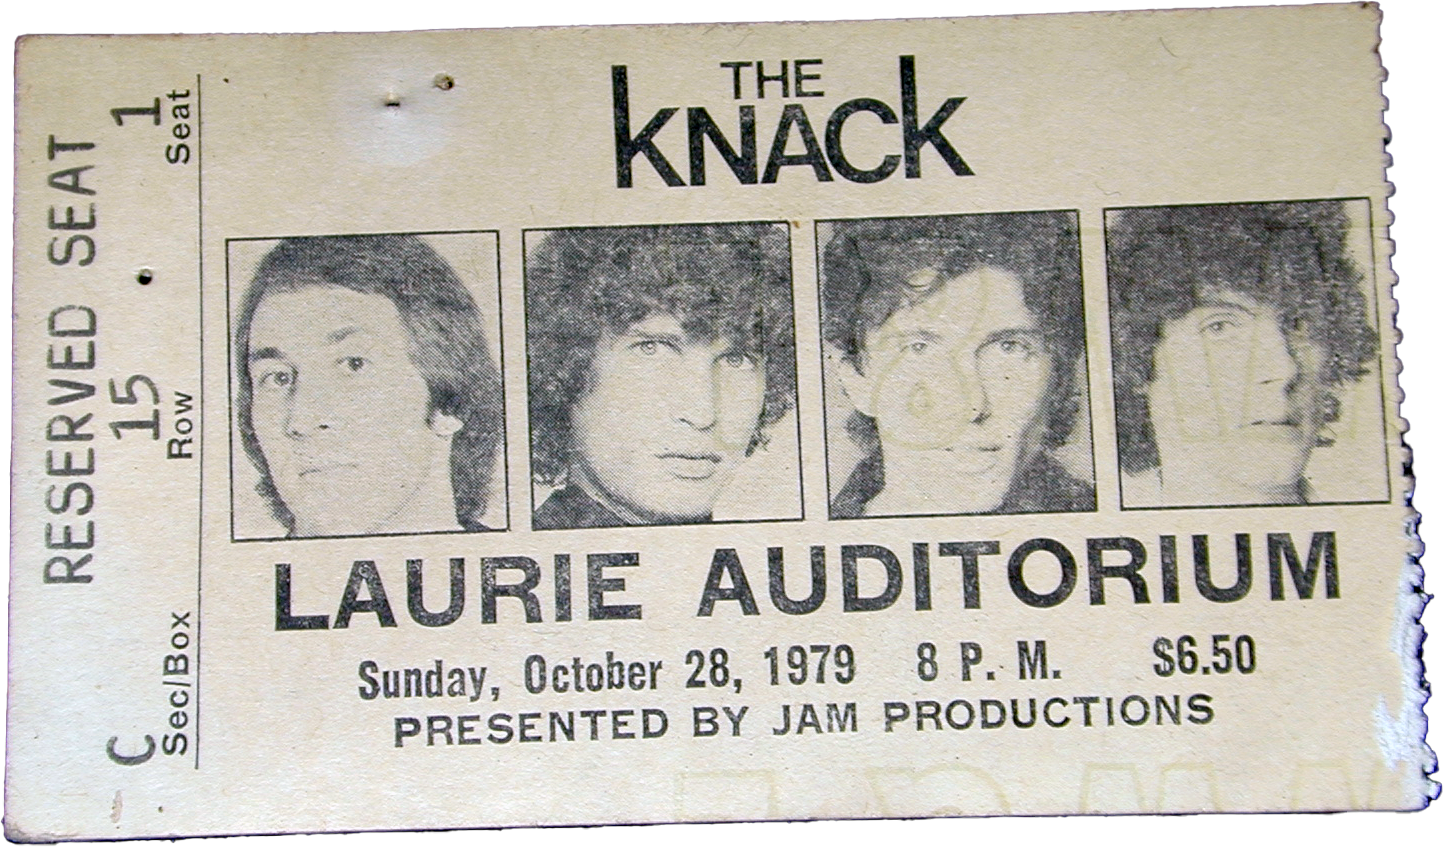 THE
KNACK
LAURIE AUDITORIUM
Sunday, October 28, 1979 8 P. M. $6.50
PRESENTED BY JAM PRODUCTIONS
RESERVED SEAT
C 15 1
Sec/Box Row Seat